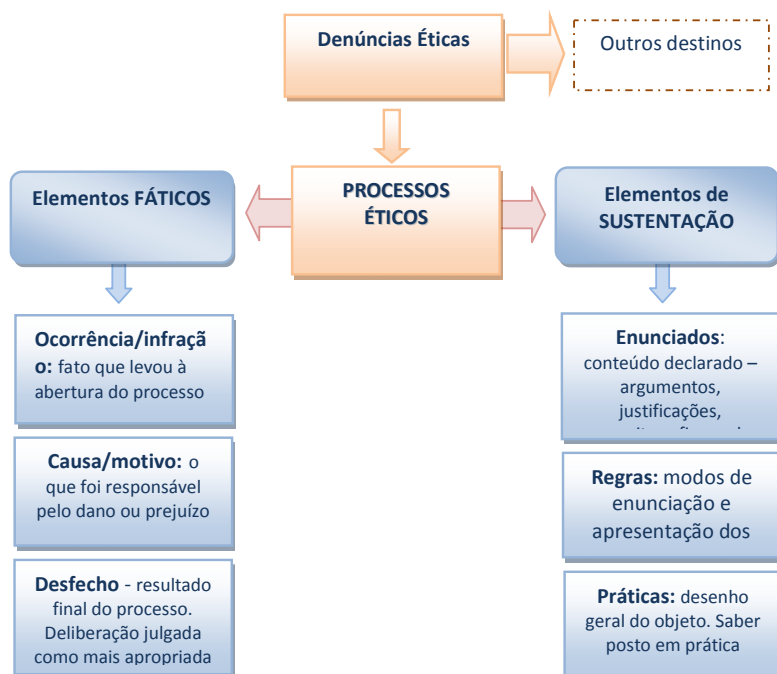 Denúncias Éticas
Outros destinos
PROCESSOS
ÉTICOS
Elementos FÁTICOS
Ocorrência/infraçã
o: fato que levou à
abertura do processo
Causa/motivo: o
que foi responsável
pelo dano ou prejuízo
Desfecho - resultado
final do processo.
Deliberação julgada
como mais apropriada
Elementos de
SUSTENTAÇÃO
Enunciados:
conteúdo declarado –
argumentos,
justificações,
Regras: modos de
enunciação e
apresentação dos
Práticas: desenho
geral do objeto. Saber
posto em prática